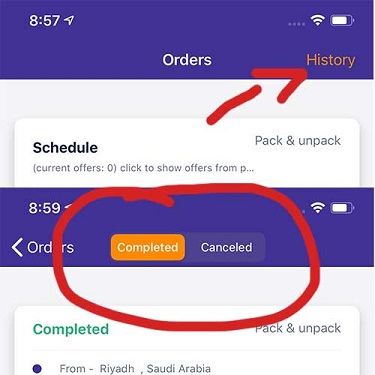 8:57
Orders
History
Schedule
Pack & unpack
(current offers: 0) click to show offers from p...
8:59
Orders
Completed
Canceled
Completed
Pack & unpack
From - Riyadh , Saudi Arabia